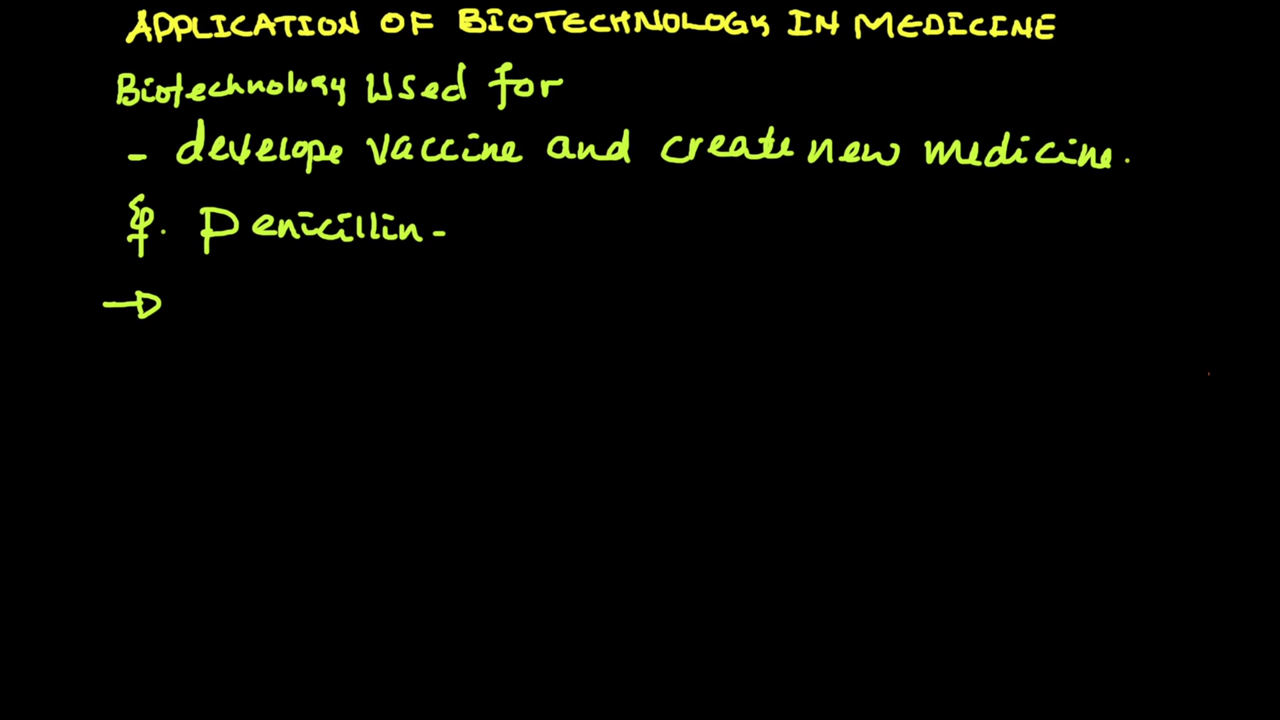 APPLICATION OF BIOTECHNOLOGY IN MEDICINE
Biotechnology Used for
- develope vaccine and create new medicine.
Penicillin -
→